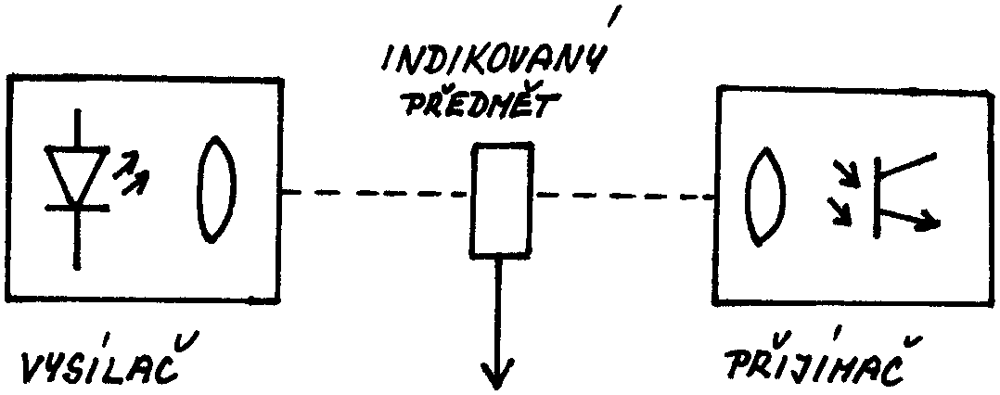 INDIKOVANÝ
PŘEDMĚT
VYSÍLAČ
PŘIJÍMAČ